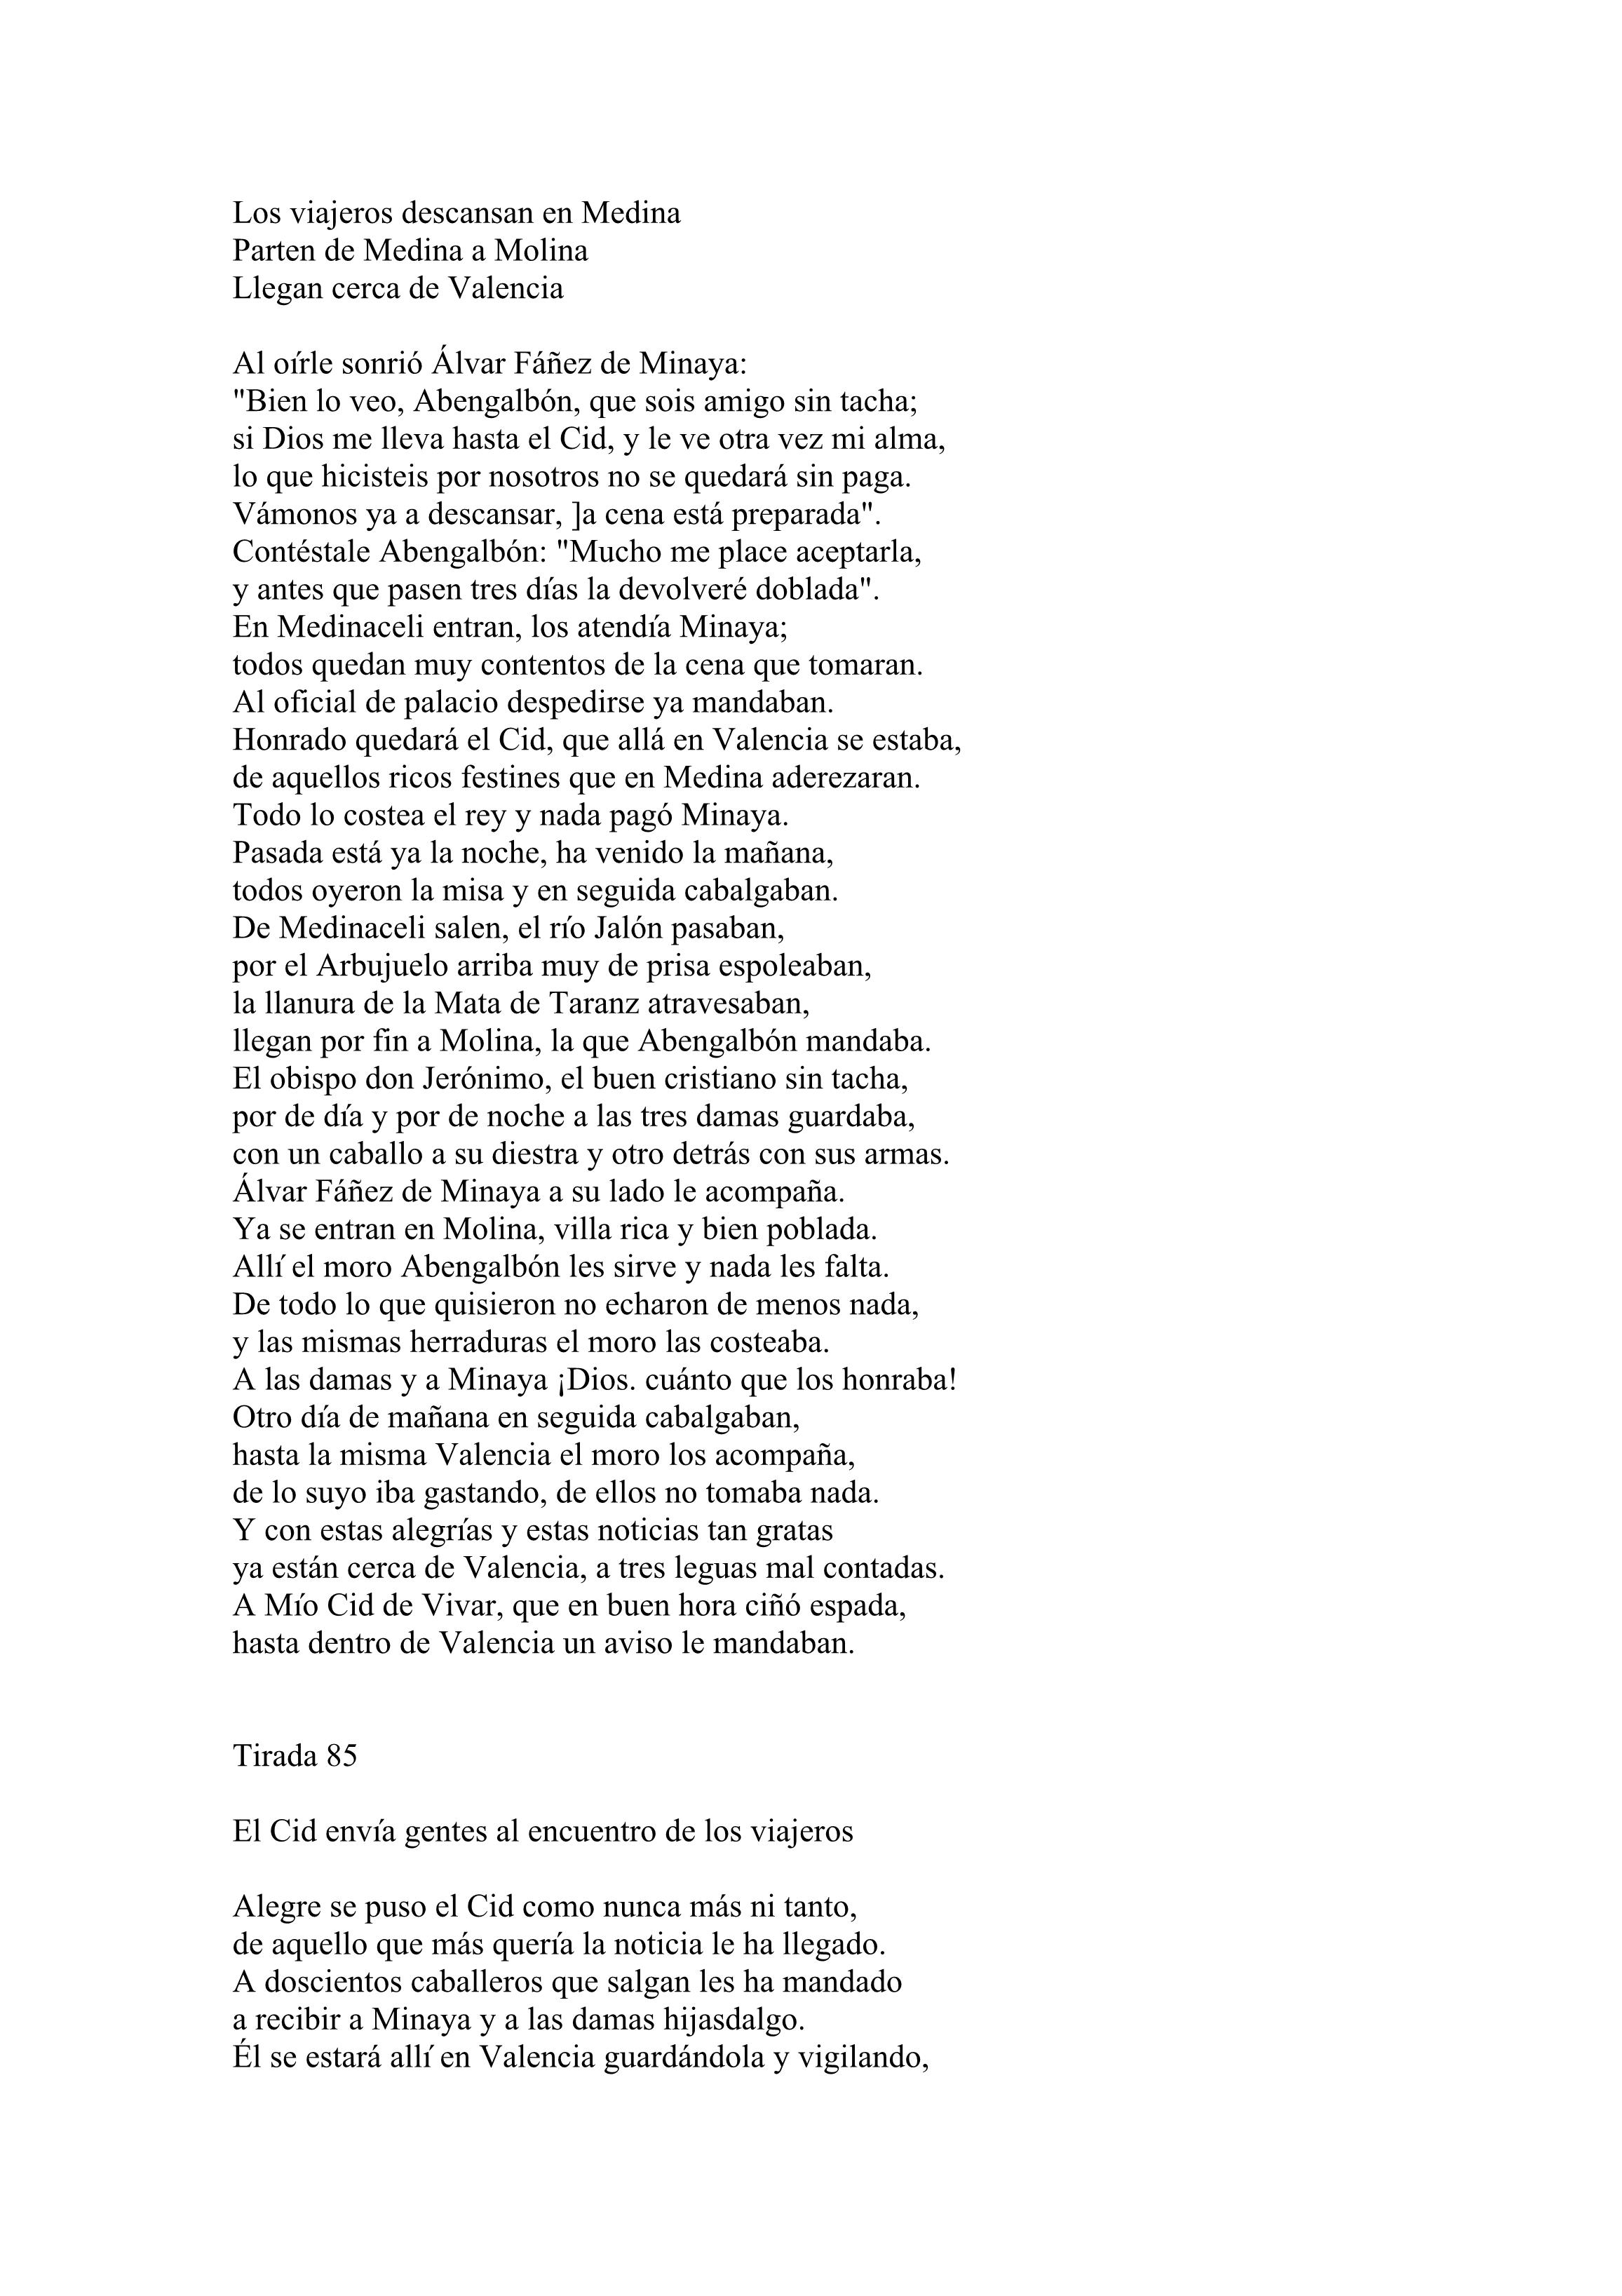 Los viajeros descansan en Medina
Parten de Medina a Molina
Llegan cerca de Valencia

Al oírle sonrió Álvar Fáñez de Minaya:
"Bien lo veo, Abengalbón, que sois amigo sin tacha;
si Dios me lleva hasta el Cid, y le ve otra vez mi alma,
lo que hicisteis por nosotros no se quedará sin paga.
Vámonos ya a descansar, ]a cena está preparada".
Contéstale Abengalbón: "Mucho me place aceptarla,
y antes que pasen tres días la devolveré doblada".
En Medinaceli entran, los atendía Minaya;
todos quedan muy contentos de la cena que tomaran.
Al oficial de palacio despedirse ya mandaban.
Honrado quedará el Cid, que allá en Valencia se estaba,
de aquellos ricos festines que en Medina aderezaran.
Todo lo costea el rey y nada pagó Minaya.
Pasada está ya la noche, ha venido la mañana,
todos oyeron la misa y en seguida cabalgaban.
De Medinaceli salen, el río Jalón pasaban,
por el Arbujuelo arriba muy de prisa espoleaban,
la llanura de la Mata de Taranz atravesaban,
llegan por fin a Molina, la que Abengalbón mandaba.
El obispo don Jerónimo, el buen cristiano sin tacha,
por de día y por de noche a las tres damas guardaba,
con un caballo a su diestra y otro detrás con sus armas.
Álvar Fáñez de Minaya a su lado le acompaña.
Ya se entran en Molina, villa rica y bien poblada.
Allí el moro Abengalbón les sirve y nada les falta.
De todo lo que quisieron no echaron de menos nada,
y las mismas herraduras el moro las costeaba.
A las damas y a Minaya ¡Dios. cuánto que los honraba!
Otro día de mañana en seguida cabalgaban,
hasta la misma Valencia el moro los acompaña,
de lo suyo iba gastando, de ellos no tomaba nada.
Y con estas alegrías y estas noticias tan gratas
ya están cerca de Valencia, a tres leguas mal contadas.
A Mío Cid de Vivar, que en buen hora ciñó espada,
hasta dentro de Valencia un aviso le mandaban.

Tirada 85

El Cid envía gentes al encuentro de los viajeros

Alegre se puso el Cid como nunca más ni tanto,
de aquello que más quería la noticia le ha llegado.
A doscientos caballeros que salgan les ha mandado
a recibir a Minaya y a las damas hijasdalgo.
Él se estará allí en Valencia guardándola y vigilando,